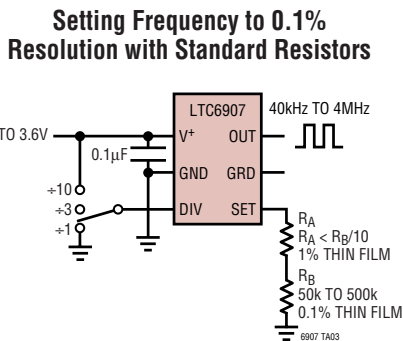 Setting Frequency to 0.1%
Resolution with Standard Resistors
LTC6907
40kHz TO 4MHz
TO 3.6V
V+
OUT
0.1µF
GND
GRD
÷10
÷3
÷1
DIV
SET
RA
RA < RB/10
1% THIN FILM
RB
50k TO 500k
0.1% THIN FILM
6907 TA03